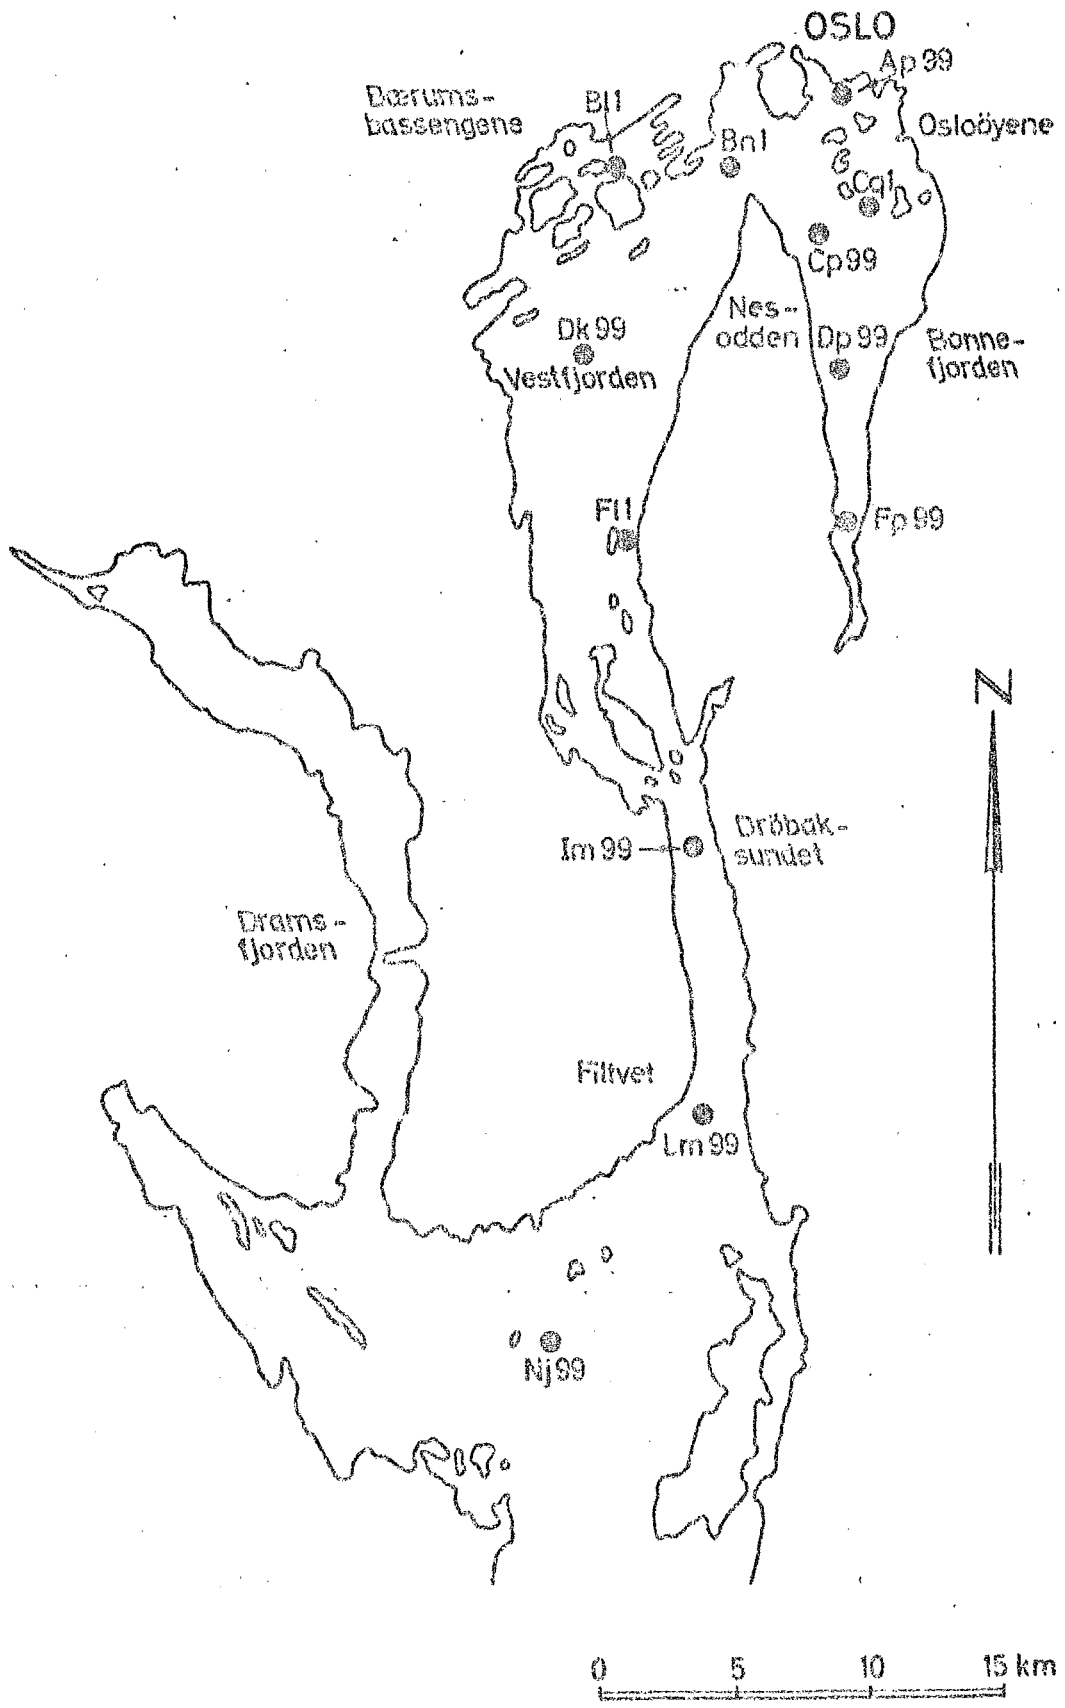 OSLO
Ap 99
Bærums-
bassengene
Bl1
Osloöyene
Bn1
Cq1
Cp 99
Nes-
odden
Dk 99
Dp 99
Bonne-
fjorden
Vestfjorden
Fl1
Fp 99
N
Im 99
Dröbak-
sundet
Drams-
fjorden
Filtvet
Lm 99
Nj 99
0 5 10 15 km